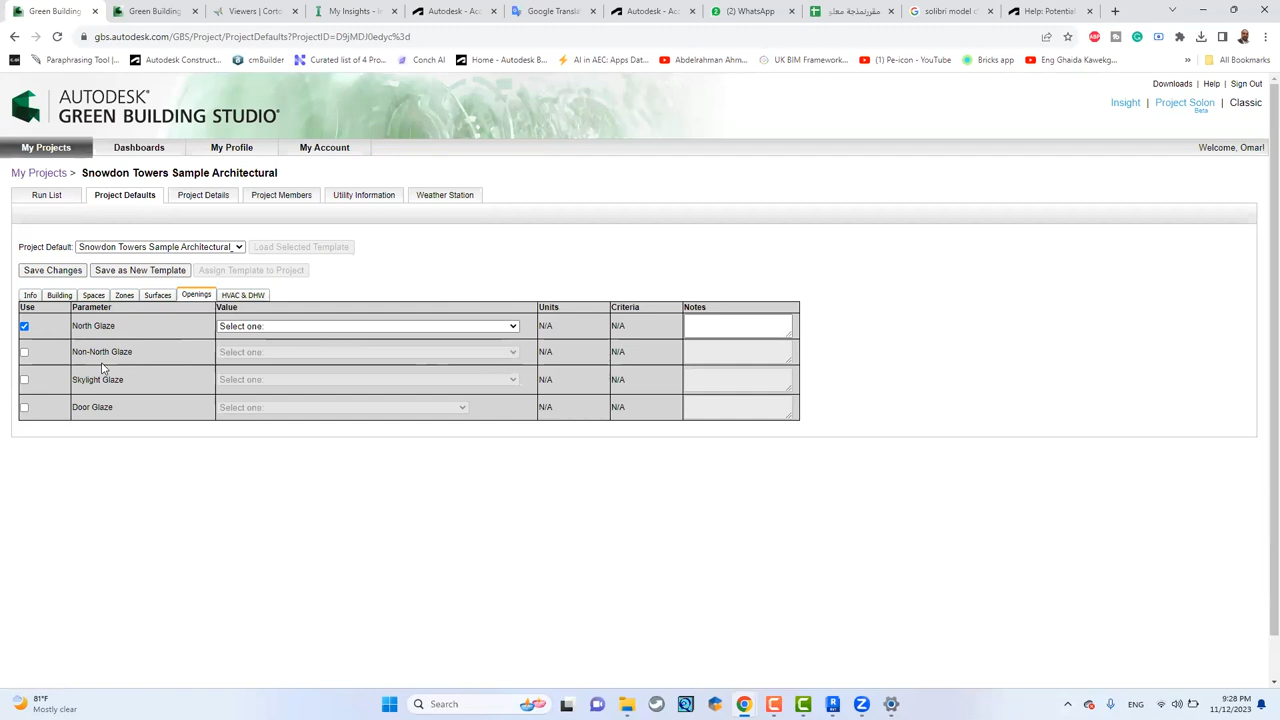 Green Building
Green Building
Viewers | Corto
My Insights - In
Autodesk - Acc
Google Transla
Autodesk - Acc
(2) WhatsApp
مقررنمذجة معلو
solibri model c
Help: Potential
gbs.autodesk.com/GBS/Project/ProjectDefaults?ProjectID=D9jMDJ0edyc%3d
Paraphrasing Tool |
Autodesk Construct...
cmBuilder
Curated list of 4 Pro...
Conch AI
Home - Autodesk B...
AI in AEC: Apps Dat...
Abdelrahman Ahm...
UK BIM Framework...
(1) Pe-icon - YouTube
Bricks app
Eng Ghaida Kawekg...
»
All Bookmarks
Downloads | Help | Sign Out
AUTODESK®
GREEN BUILDING STUDIO®
Insight | Project Solon | Classic
Beta
My Projects
Dashboards
My Profile
My Account
Welcome, Omar!
My Projects > Snowdon Towers Sample Architectural
Run List
Project Defaults
Project Details
Project Members
Utility Information
Weather Station
Project Default: Snowdon Towers Sample Architectural_ Load Selected Template
Save Changes Save as New Template Assign Template to Project
Info Building Spaces Zones Surfaces Openings HVAC & DHW
Use Parameter Value Units Criteria Notes
North Glaze Select one: N/A N/A
Non-North Glaze Select one: N/A N/A
Skylight Glaze Select one: N/A N/A
Door Glaze Select one: N/A N/A
81°F
Mostly clear
Search
ENG
9:28 PM
11/12/2023